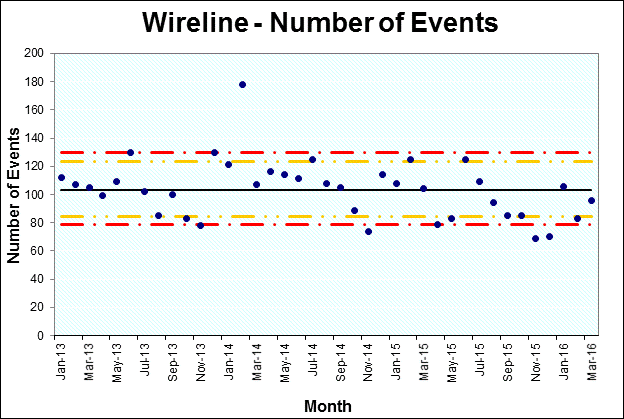 Wireline - Number of Events
200
180
160
140
120
100
80
60
40
20
0
Number of Events
Jan-13
Mar-13
May-13
Jul-13
Sep-13
Nov-13
Jan-14
Mar-14
May-14
Jul-14
Sep-14
Nov-14
Jan-15
Mar-15
May-15
Jul-15
Sep-15
Nov-15
Jan-16
Mar-16
Month